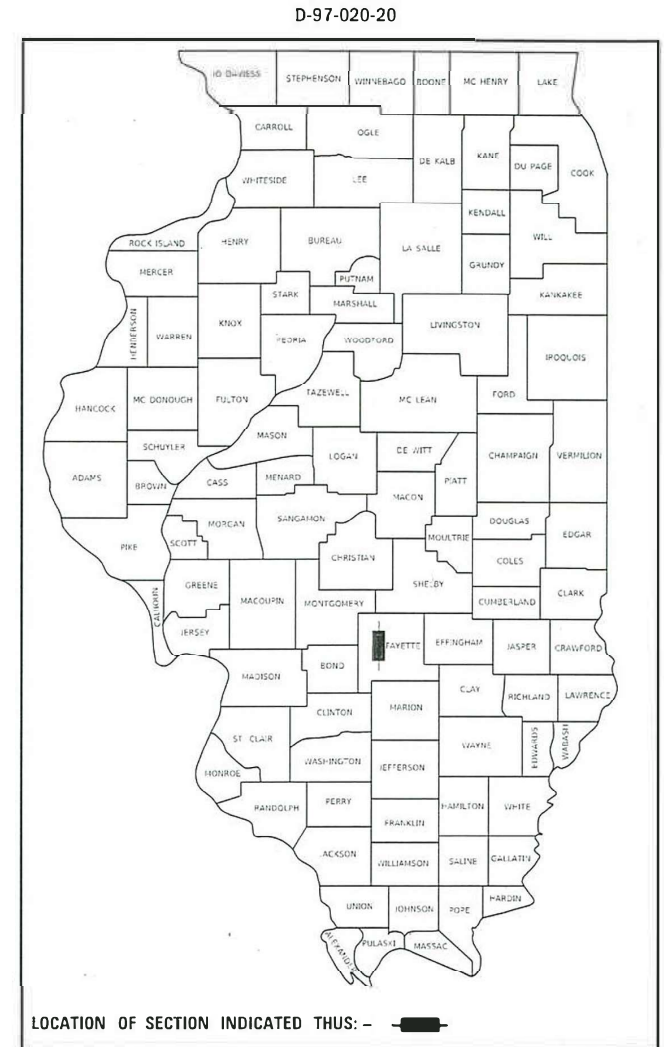 D-97-020-20
JO DAVIESS STEPHENSON WINNEBAGO BOONE MC HENRY LAKE
CARROLL OGLE
DE KALB KANE DU PAGE COOK
WHITESIDE LEE
KENDALL
ROCK ISLAND HENRY BUREAU LA SALLE WILL
MERCER PUTNAM GRUNDY
STARK MARSHALL KANKAKEE
HENDERSON WARREN KNOX PEORIA WOODFORD LIVINGSTON IROQUOIS
HANCOCK MC DONOUGH FULTON TAZEWELL MC LEAN FORD
SCHUYLER MASON LOGAN DE WITT CHAMPAIGN VERMILION
ADAMS BROWN CASS MENARD PIATT
MACON
PIKE SCOTT MORGAN SANGAMON MOULTRIE DOUGLAS EDGAR
CHRISTIAN COLES
GREENE SHELBY
CALHOUN MACOUPIN MONTGOMERY CUMBERLAND CLARK
JERSEY FAYETTE EFFINGHAM JASPER CRAWFORD
MADISON BOND
CLAY RICHLAND LAWRENCE
CLINTON MARION
ST CLAIR WAYNE EDWARDS WABASH
MONROE WASHINGTON JEFFERSON
RANDOLPH PERRY HAMILTON WHITE
FRANKLIN
JACKSON WILLIAMSON SALINE GALLATIN
UNION JOHNSON POPE HARDIN
ALEXANDER PULASKI MASSAC
LOCATION OF SECTION INDICATED THUS: -